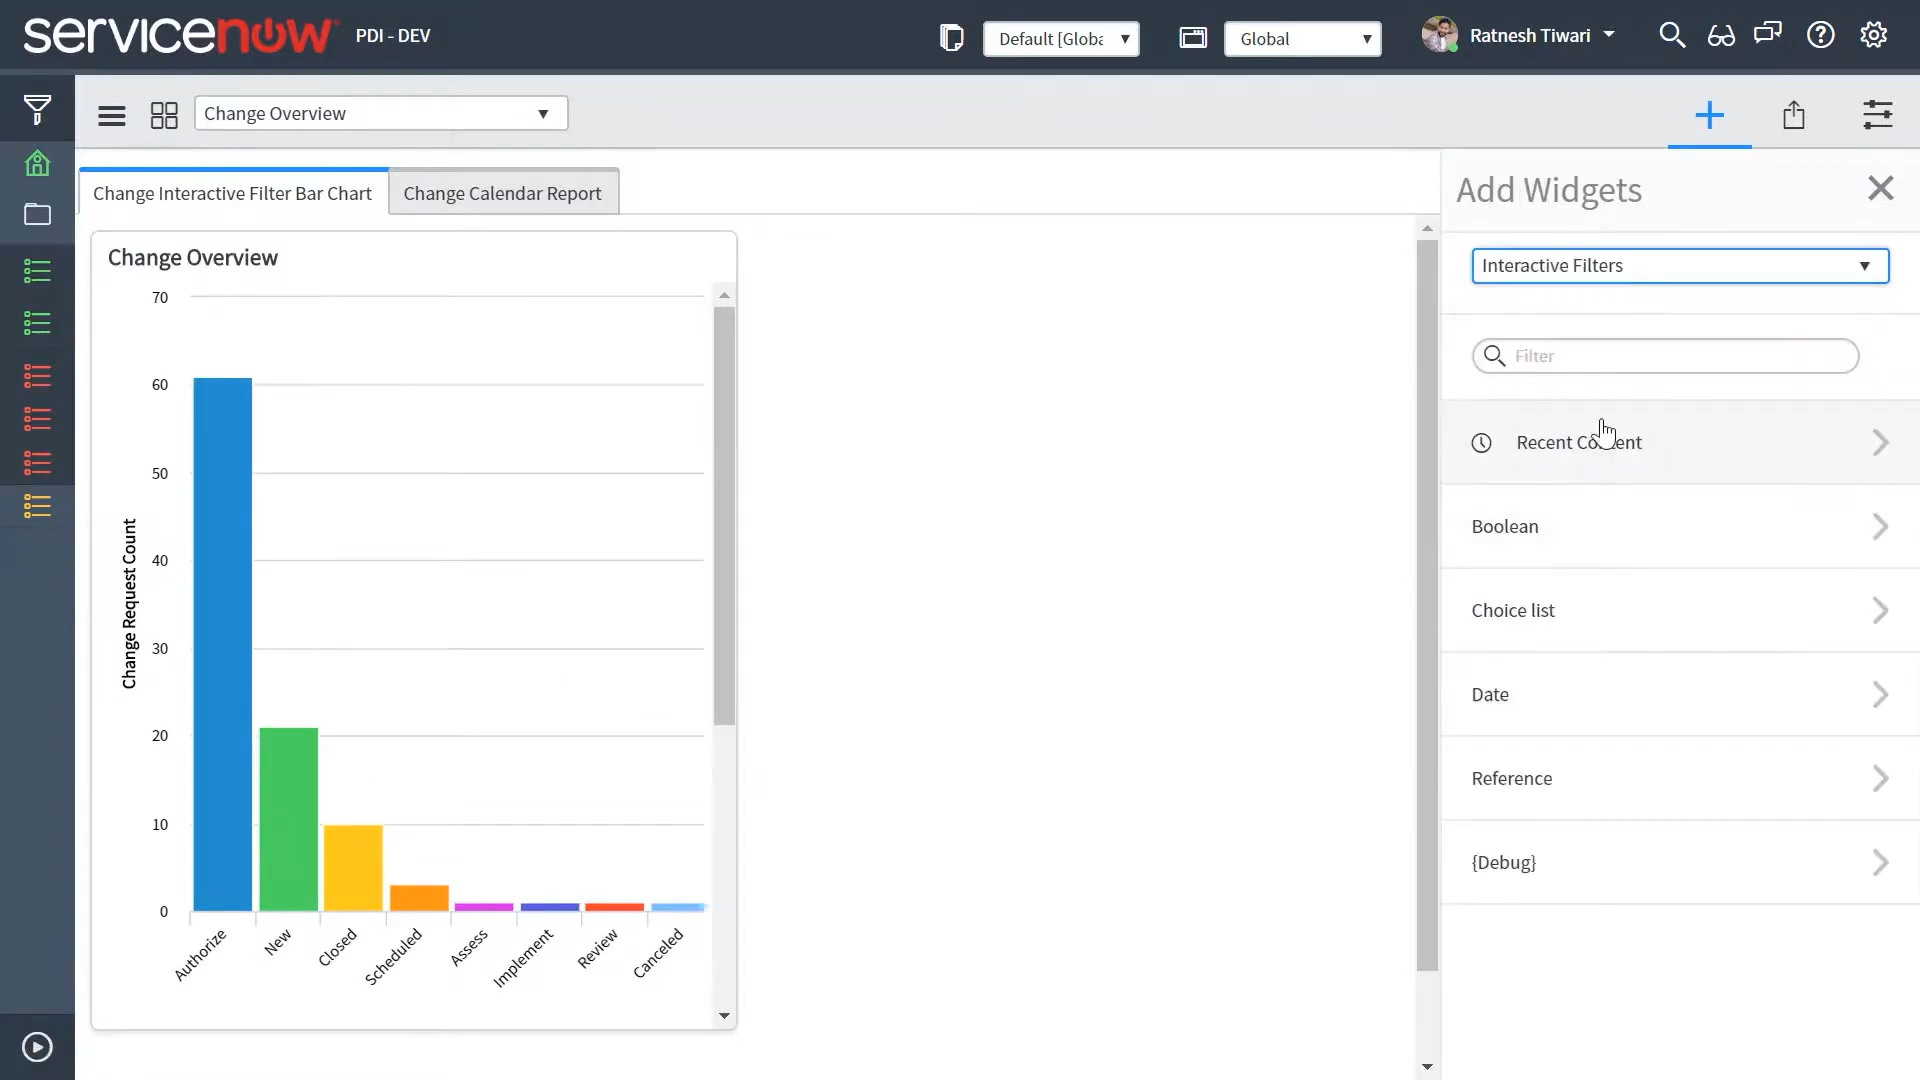 servicenow PDI - DEV
Default [Globa
Global
Ratnesh Tiwari
Change Overview
Change Interactive Filter Bar Chart
Change Calendar Report
Change Overview
70
60
50
40
30
20
10
0
Change Request Count
Authorize
New
Closed
Scheduled
Assess
Implement
Review
Canceled
Add Widgets
Interactive Filters
Filter
Recent Content
Boolean
Choice list
Date
Reference
{Debug}